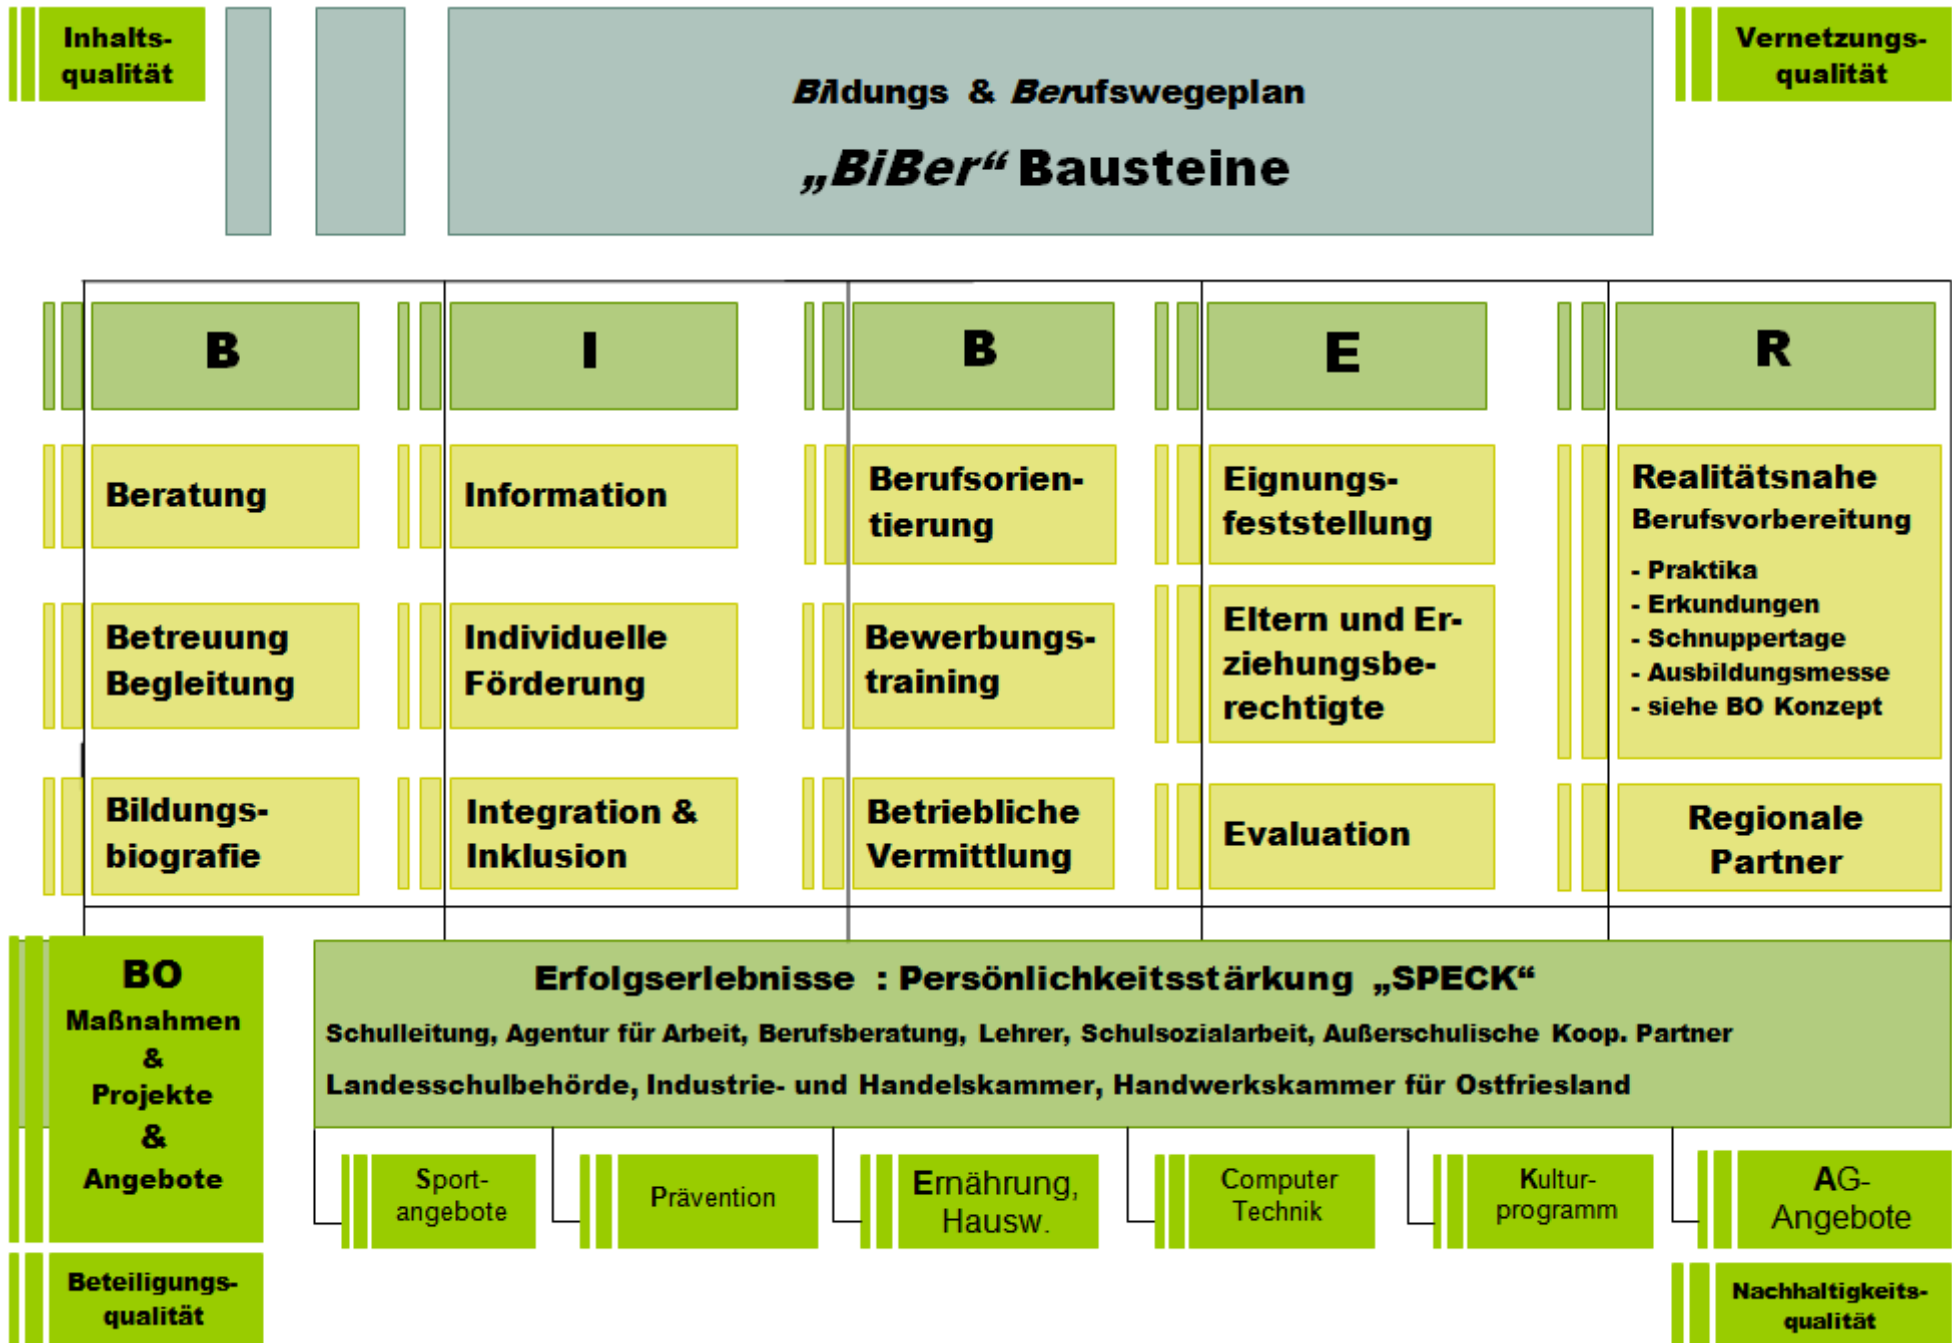 Inhalts-
qualität
Bildungs & Berufswegeplan
„BiBer“ Bausteine
Vernetzungs-
qualität
B
I
B
E
R
Beratung
Information
Berufsorien-
tierung
Eignungs-
feststellung
Realitätsnahe
Berufsvorbereitung
- Praktika
- Erkundungen
- Schnuppertage
- Ausbildungsmesse
- siehe BO Konzept
Betreuung
Begleitung
Individuelle
Förderung
Bewerbungs-
training
Eltern und Er-
ziehungsbe-
rechtigte
Bildungs-
biografie
Integration &
Inklusion
Betriebliche
Vermittlung
Evaluation
Regionale
Partner
BO
Maßnahmen
&
Projekte
&
Angebote
Erfolgserlebnisse : Persönlichkeitsstärkung „SPECK“
Schulleitung, Agentur für Arbeit, Berufsberatung, Lehrer, Schulsozialarbeit, Außerschulische Koop. Partner
Landesschulbehörde, Industrie- und Handelskammer, Handwerkskammer für Ostfriesland
Sport-
angebote
Prävention
Ernährung,
Hausw.
Computer
Technik
Kultur-
programm
AG-
Angebote
Beteiligungs-
qualität
Nachhaltigkeits-
qualität